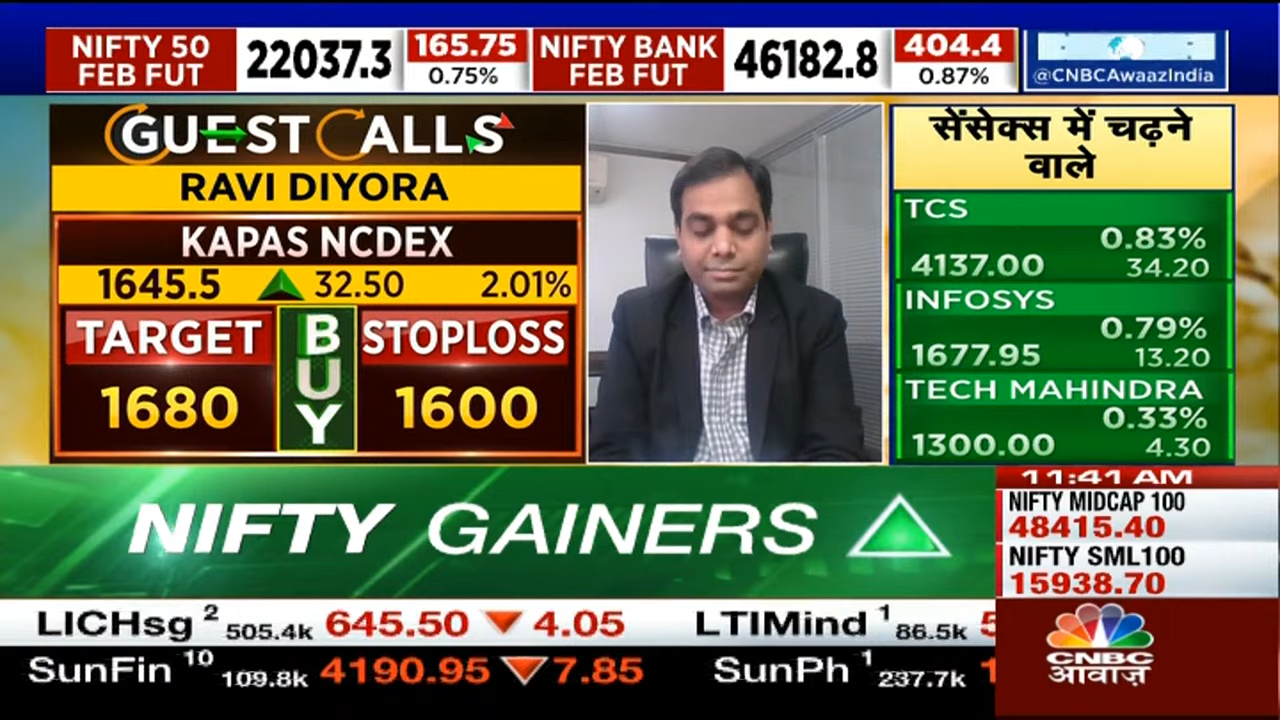 NIFTY 50
FEB FUT
22037.3
165.75
0.75%
NIFTY BANK
FEB FUT
46182.8
404.4
0.87%
@CNBCAwaazIndia
GUEST CALLS
RAVI DIYORA
KAPAS NCDEX
1645.5 ▲ 32.50 2.01%
TARGET
1680
BUY
STOPLOSS
1600
सेंसेक्स में चढ़ने
वाले
TCS
0.83%
4137.00 34.20
INFOSYS
0.79%
1677.95 13.20
TECH MAHINDRA
0.33%
1300.00 4.30
NIFTY GAINERS
11:41 AM
NIFTY MIDCAP 100
48415.40
NIFTY SML100
15938.70
LICHsg 2 505.4k 645.50 ▼ 4.05 LTIMind 1 86.5k 5
SunFin 10 109.8k 4190.95 ▼ 7.85 SunPh 1 237.7k 1
CNBC
आवाज़